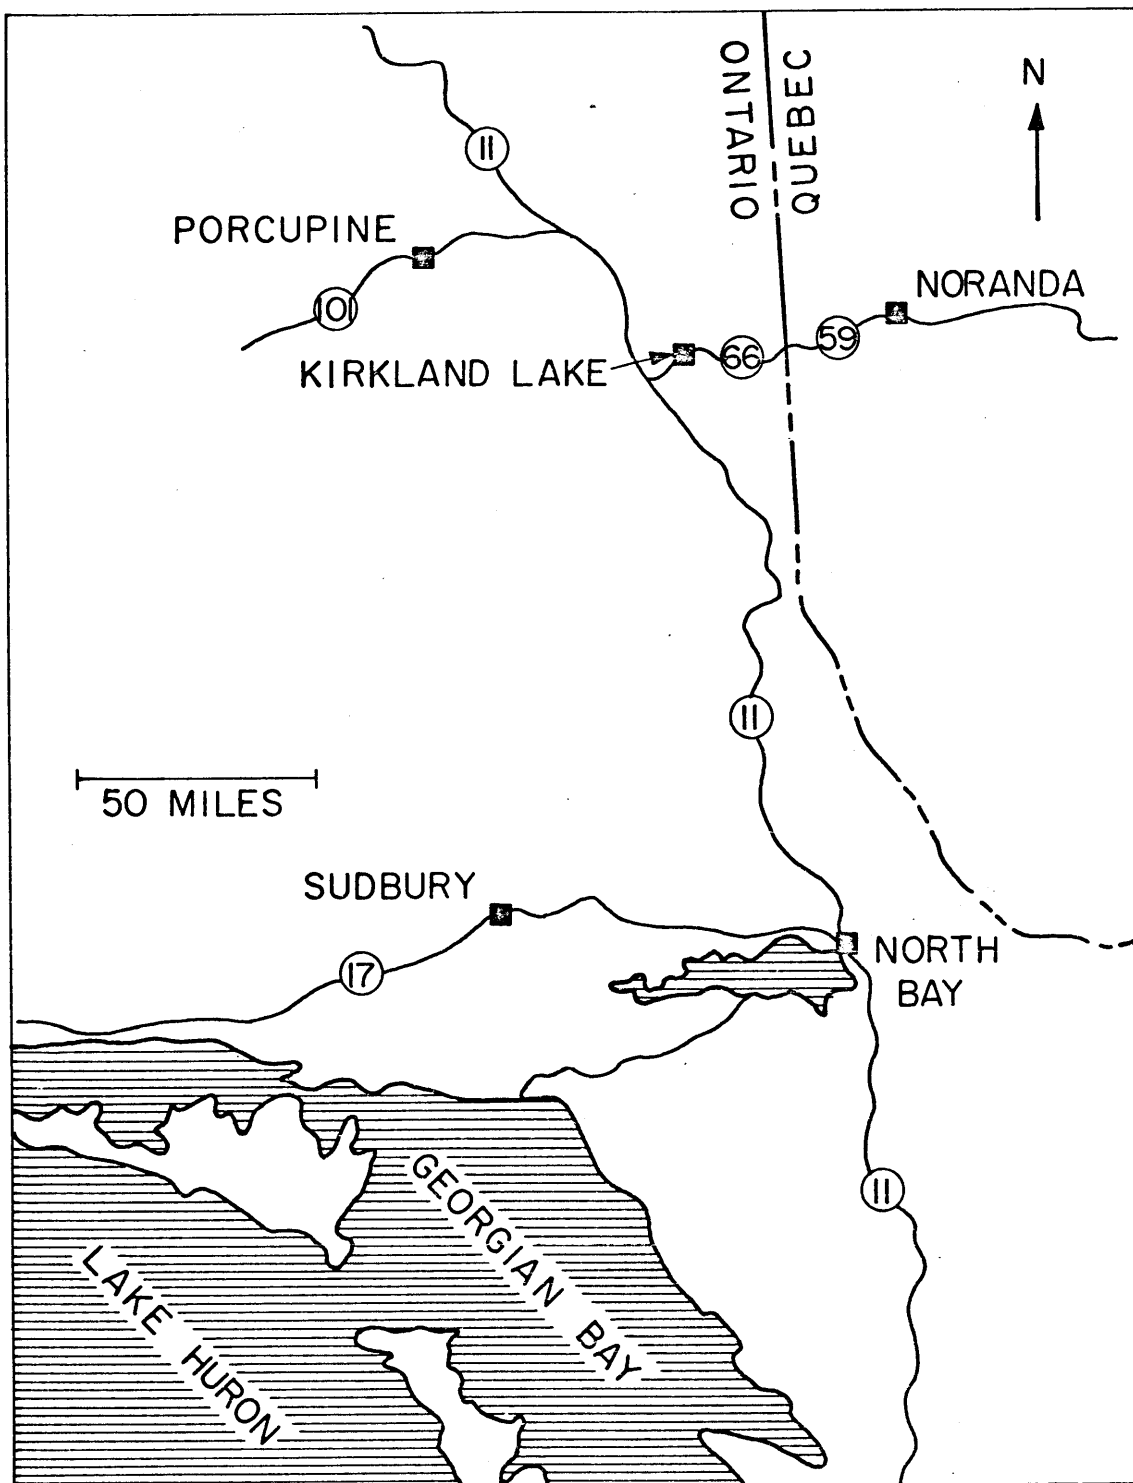 ONTARIO
QUEBEC
N
11
PORCUPINE
101
NORANDA
KIRKLAND LAKE
66
59
11
50 MILES
SUDBURY
17
NORTH
BAY
11
GEORGIAN BAY
LAKE HURON